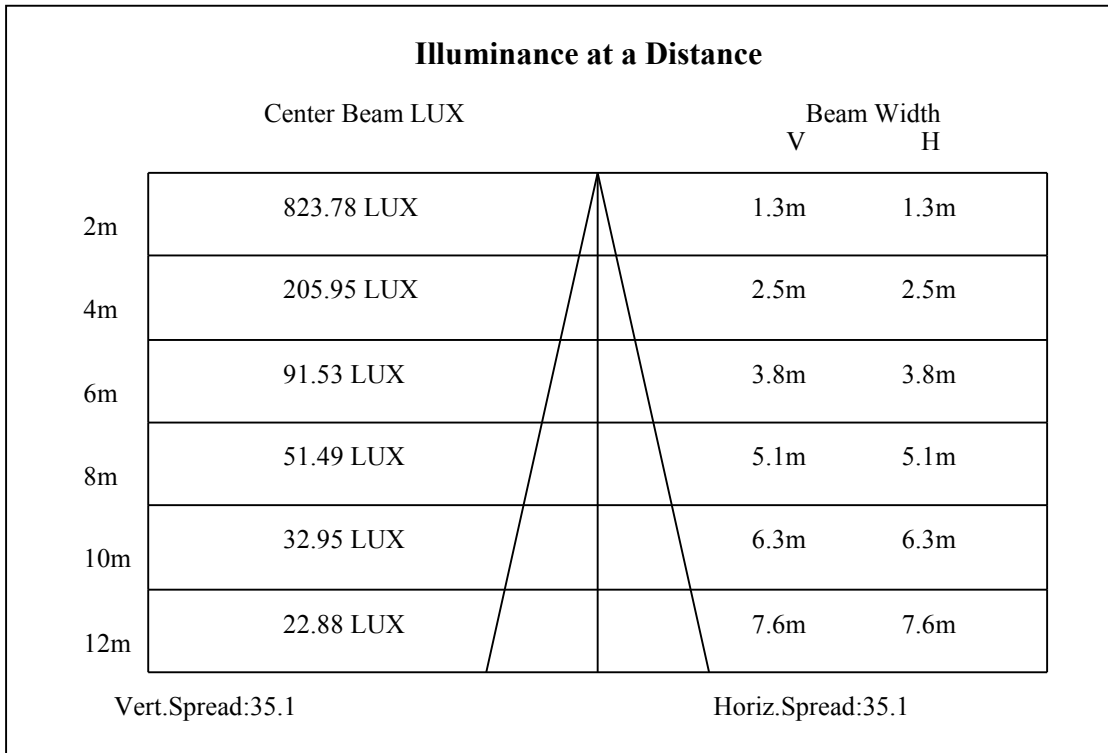 Illuminance at a Distance
Center Beam LUX Beam Width
V H
2m 823.78 LUX 1.3m 1.3m
4m 205.95 LUX 2.5m 2.5m
6m 91.53 LUX 3.8m 3.8m
8m 51.49 LUX 5.1m 5.1m
10m 32.95 LUX 6.3m 6.3m
12m 22.88 LUX 7.6m 7.6m
Vert.Spread:35.1 Horiz.Spread:35.1